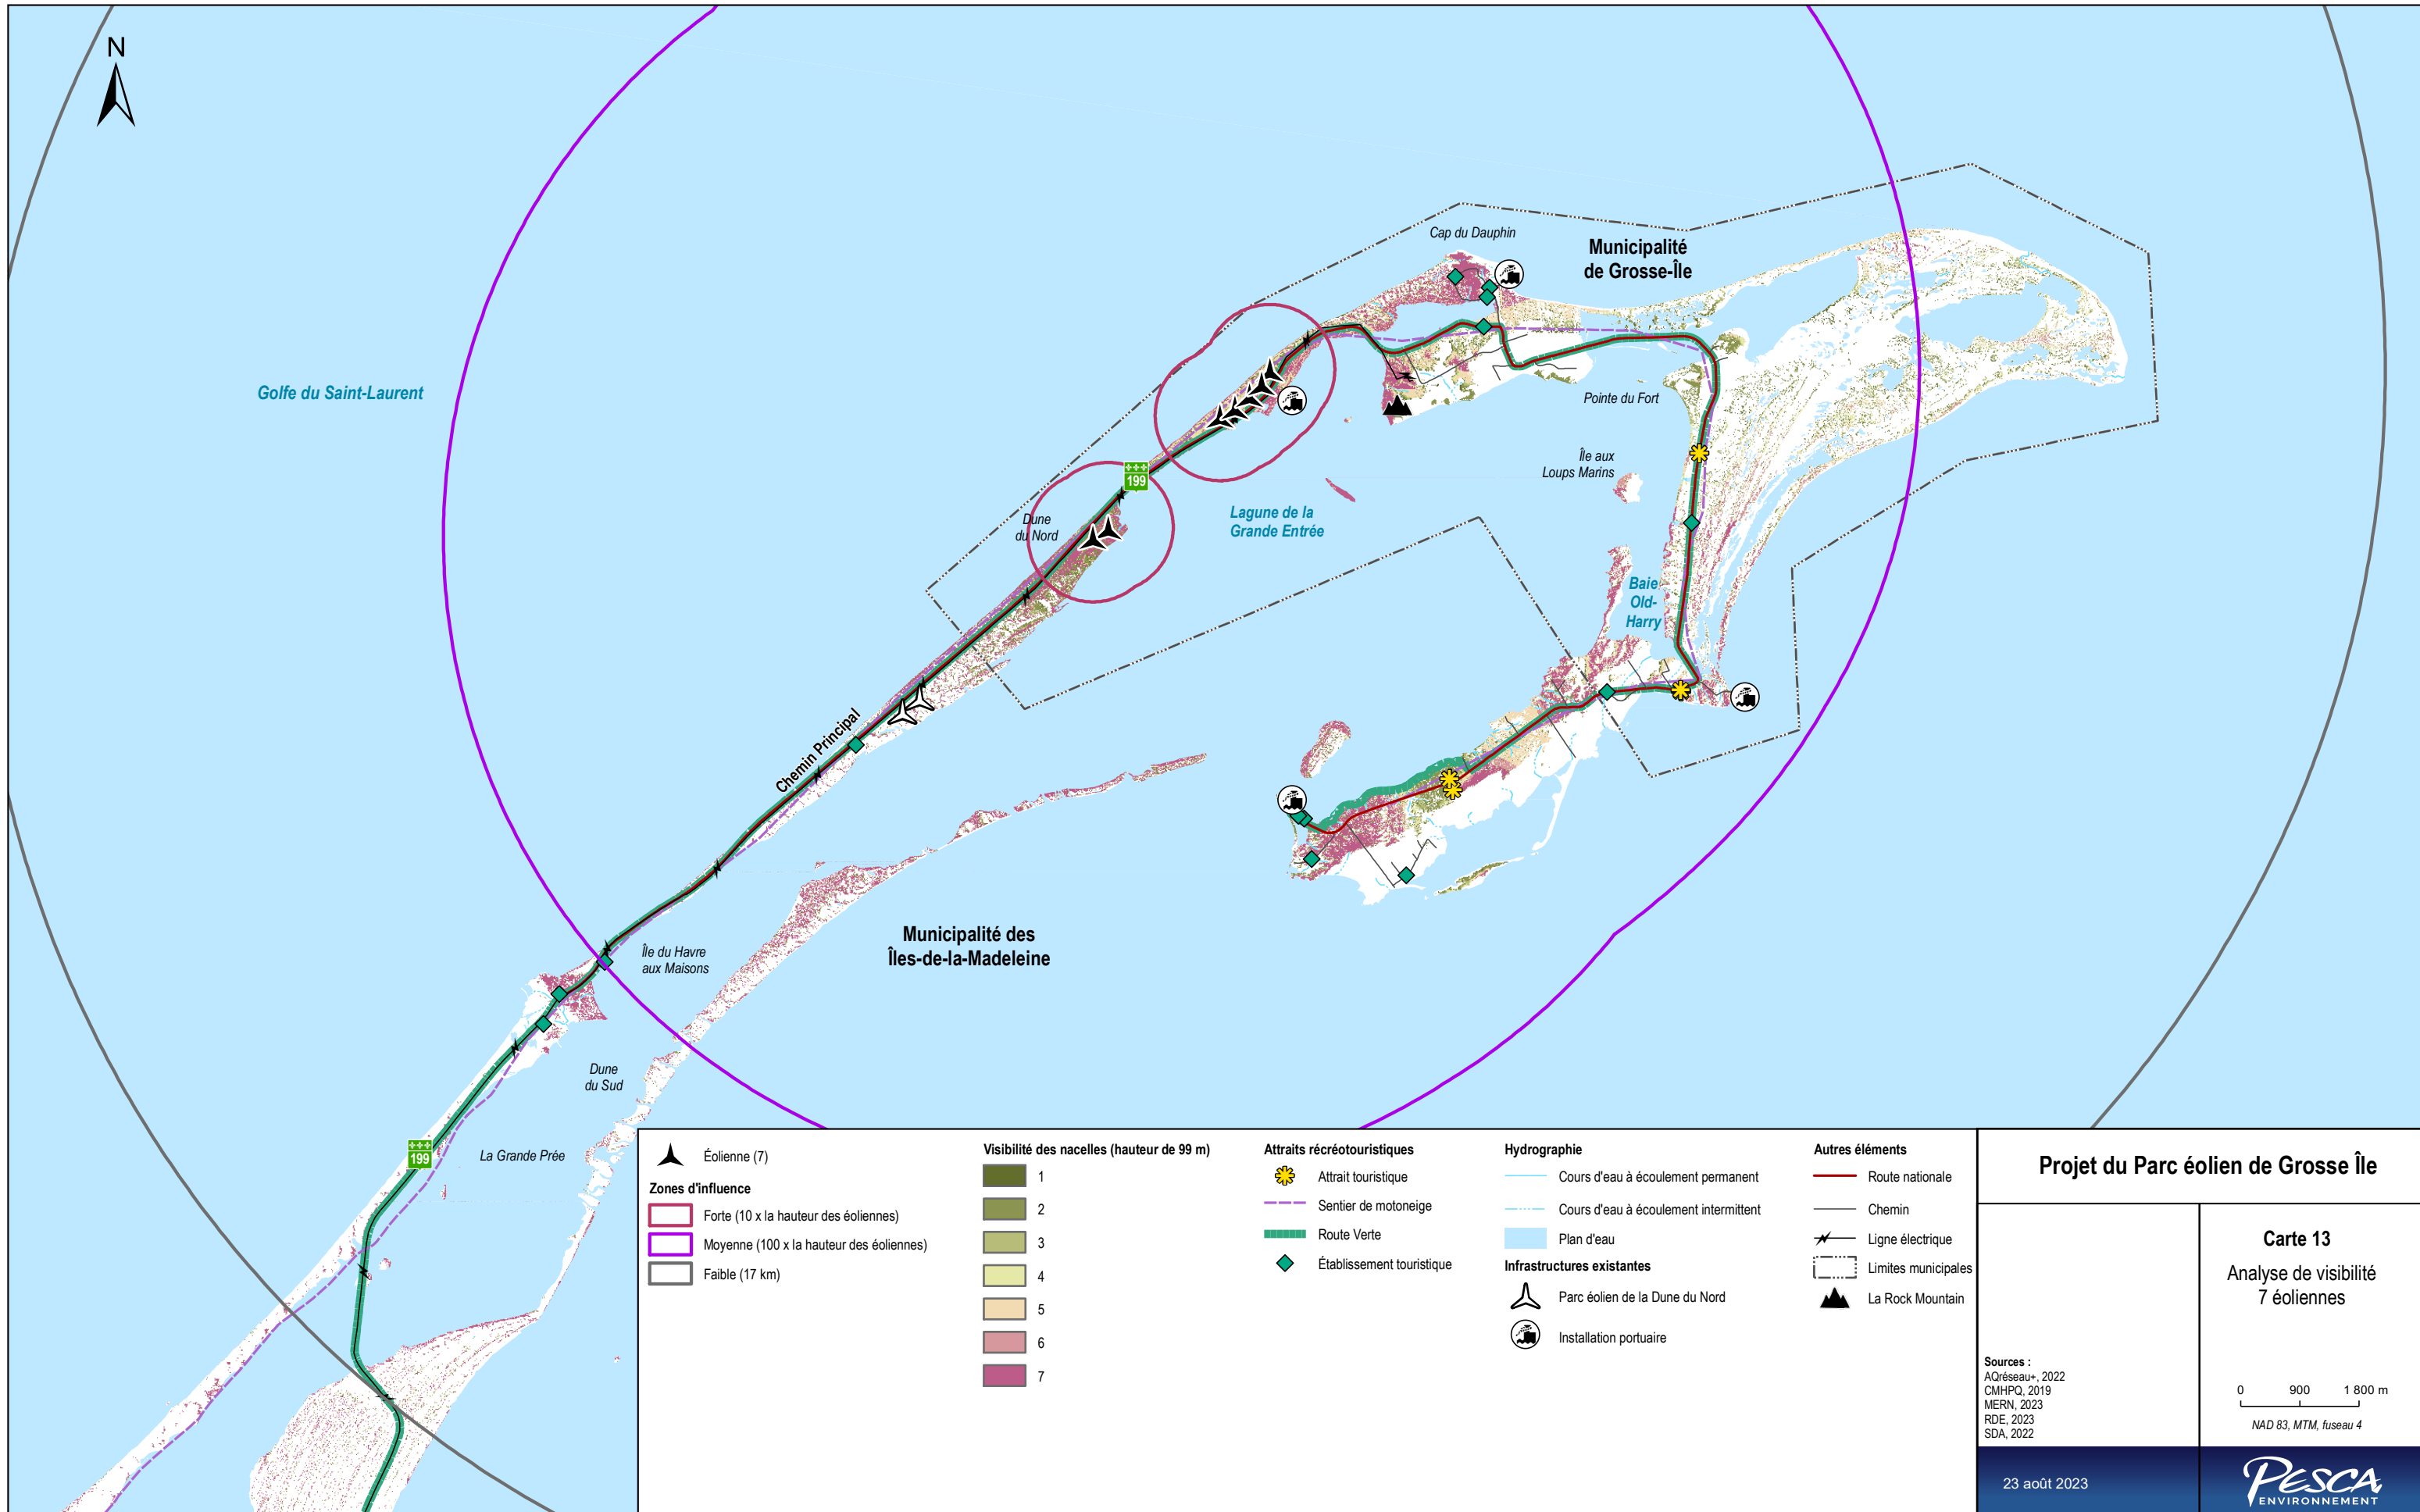 N
Cap du Dauphin
Municipalité
de Grosse-Île
Golfe du Saint-Laurent
Pointe du Fort
Île aux
Loups Marins
199
Dune
du Nord
Lagune de la
Grande Entrée
Baie
Old-
Harry
Chemin Principal
Municipalité des
Îles-de-la-Madeleine
Île du Havre
aux Maisons
Dune
du Sud
La Grande Prée
199
Éolienne (7)
Zones d'influence
Forte (10 x la hauteur des éoliennes)
Moyenne (100 x la hauteur des éoliennes)
Faible (17 km)
Visibilité des nacelles (hauteur de 99 m)
1
2
3
4
5
6
7
Attraits récréotouristiques
Attrait touristique
Sentier de motoneige
Route Verte
Établissement touristique
Hydrographie
Cours d'eau à écoulement permanent
Cours d'eau à écoulement intermittent
Plan d'eau
Infrastructures existantes
Parc éolien de la Dune du Nord
Installation portuaire
Autres éléments
Route nationale
Chemin
Ligne électrique
Limites municipales
La Rock Mountain
Projet du Parc éolien de Grosse Île
Carte 13
Analyse de visibilité
7 éoliennes
Sources :
AQréseau+, 2022
CMHPQ, 2019
MERN, 2023
RDE, 2023
SDA, 2022
0 900 1 800 m
NAD 83, MTM, fuseau 4
23 août 2023
PESCA
ENVIRONNEMENT